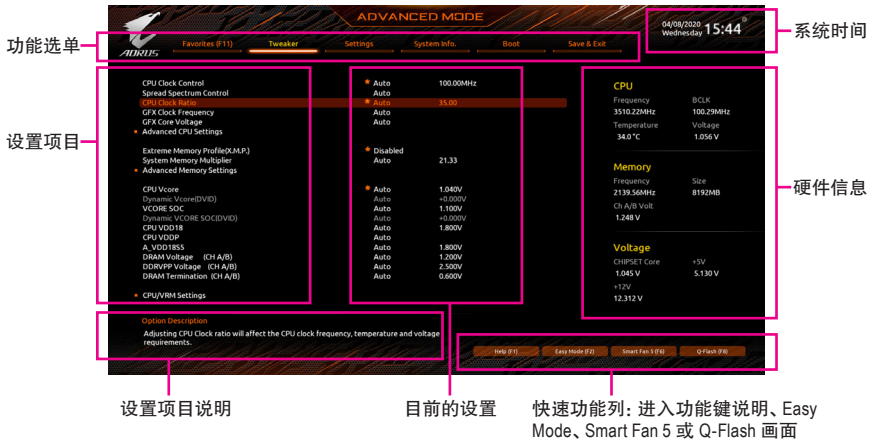 ADVANCED MODE
04/08/2020
Wednesday 15:44
系统时间
AORUS
功能选单
Favorites (F11) Tweaker Settings System Info. Boot Save & Exit
设置项目
CPU Clock Control Auto 100.00MHz
Spread Spectrum Control Auto
CPU Clock Ratio Auto 35.00
GFX Clock Frequency Auto
GFX Core Voltage Auto
Advanced CPU Settings
Extreme Memory Profile(X.M.P.) Disabled
System Memory Multiplier Auto 21.33
Advanced Memory Settings
CPU Vcore Auto 1.040V
Dynamic Vcore(DVID) Auto +0.000V
VCORE SOC Auto 1.100V
Dynamic VCORE SOC(DVID) Auto +0.000V
CPU VDD18 Auto 1.800V
CPU VDDP Auto
A_VDD18S5 Auto 1.800V
DRAM Voltage (CH A/B) Auto 1.200V
DDRVPP Voltage (CH A/B) Auto 2.500V
DRAM Termination (CH A/B) Auto 0.600V
CPU/VRM Settings
CPU
Frequency BCLK
3510.22MHz 100.29MHz
Temperature Voltage
34.0 °C 1.056 V
Memory
Frequency Size
2139.56MHz 8192MB
Ch A/B Volt
1.248 V
Voltage
CHIPSET Core +5V
1.045 V 5.130 V
+12V
12.312 V
硬件信息
Option Description
Adjusting CPU Clock ratio will affect the CPU clock frequency, temperature and voltage
requirements.
Help (F1) Easy Mode (F2) Smart Fan 5 (F6) Q-Flash (F8)
设置项目说明
目前的设置
快速功能列: 进入功能键说明、Easy
Mode、Smart Fan 5 或 Q-Flash 画面